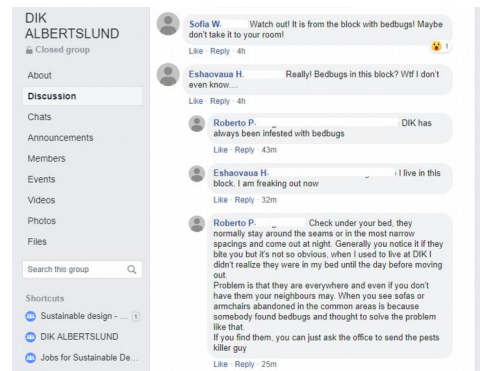 DIK
ALBERTSLUND
Closed group
About
Discussion
Chats
Announcements
Members
Events
Videos
Photos
Files
Search this group
Shortcuts
Sustainable design - ... 1
DIK ALBERTSLUND
Jobs for Sustainable De...
Sofia W. Watch out! It is from the block with bedbugs! Maybe
don't take it to your room!
1
Like · Reply · 4h
Eshaovaua H. Really! Bedbugs in this block? Wtf I don't
even know....
Like · Reply · 4h
Roberto P. DIK has
always been infested with bedbugs
Like · Reply · 43m
Eshaovaua H. I live in this
block. I am freaking out now
Like · Reply · 32m
Roberto P. Check under your bed, they
normally stay around the seams or in the most narrow
spacings and come out at night. Generally you notice it if they
bite you but it's not so obvious, when I used to live at DIK I
didn't realize they were in my bed until the day before moving
out.
Problem is that they are everywhere and even if you don't
have them your neighbours may. When you see sofas or
armchairs abandoned in the common areas is because
somebody found bedbugs and thought to solve the problem
like that.
If you find them, you can just ask the office to send the pests
killer guy
Like · Reply · 25m